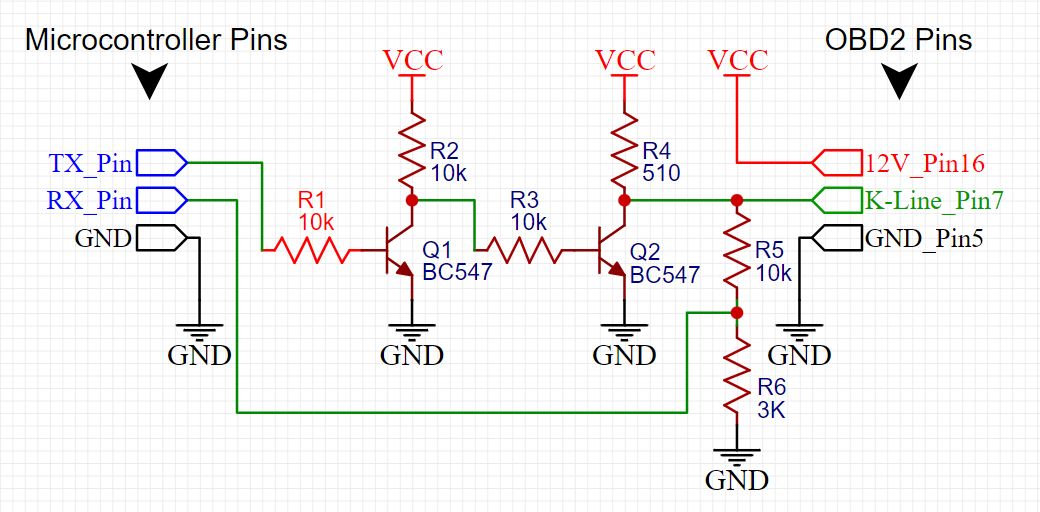 Microcontroller Pins
OBD2 Pins
VCC
VCC
VCC
R2
10k
R4
510
TX_Pin
12V_Pin16
RX_Pin
R1
10k
R3
10k
K-Line_Pin7
GND
Q1
BC547
Q2
BC547
R5
10k
GND_Pin5
GND
GND
GND
GND
R6
3K
GND